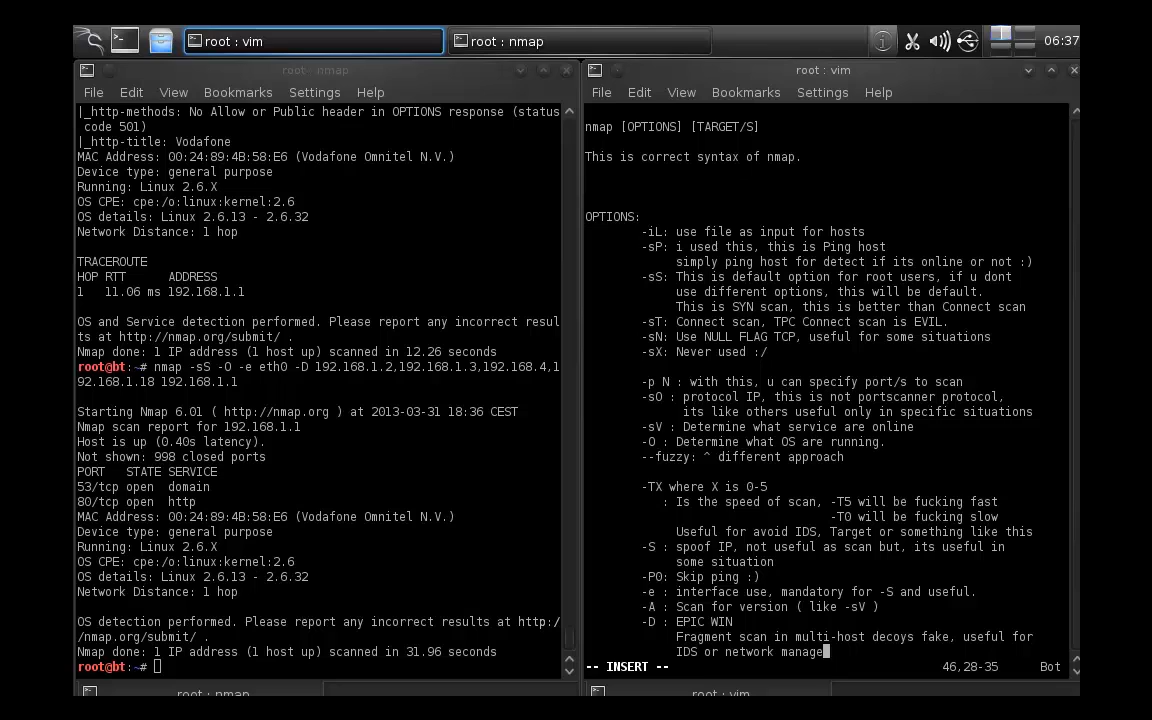 root : vim
root : nmap
06:37
root : nmap
File Edit View Bookmarks Settings Help
|_http-methods: No Allow or Public header in OPTIONS response (status
code 501)
|_http-title: Vodafone
MAC Address: 00:24:89:4B:58:E6 (Vodafone Omnitel N.V.)
Device type: general purpose
Running: Linux 2.6.X
OS CPE: cpe:/o:linux:kernel:2.6
OS details: Linux 2.6.13 - 2.6.32
Network Distance: 1 hop
TRACEROUTE
HOP RTT ADDRESS
1 11.06 ms 192.168.1.1
OS and Service detection performed. Please report any incorrect resul
ts at http://nmap.org/submit/ .
Nmap done: 1 IP address (1 host up) scanned in 12.26 seconds
root@bt:~# nmap -sS -O -e eth0 -D 192.168.1.2,192.168.1.3,192.168.4,1
92.168.1.18 192.168.1.1
Starting Nmap 6.01 ( http://nmap.org ) at 2013-03-31 18:36 CEST
Nmap scan report for 192.168.1.1
Host is up (0.40s latency).
Not shown: 998 closed ports
PORT STATE SERVICE
53/tcp open domain
80/tcp open http
MAC Address: 00:24:89:4B:58:E6 (Vodafone Omnitel N.V.)
Device type: general purpose
Running: Linux 2.6.X
OS CPE: cpe:/o:linux:kernel:2.6
OS details: Linux 2.6.13 - 2.6.32
Network Distance: 1 hop
OS detection performed. Please report any incorrect results at http:/
/nmap.org/submit/ .
Nmap done: 1 IP address (1 host up) scanned in 31.96 seconds
root@bt:~#
root : nmap
root : vim
File Edit View Bookmarks Settings Help
nmap [OPTIONS] [TARGET/S]
This is correct syntax of nmap.
OPTIONS:
-iL: use file as input for hosts
-sP: i used this, this is Ping host
simply ping host for detect if its online or not :)
-sS: This is default option for root users, if u dont
use different options, this will be default.
This is SYN scan, this is better than Connect scan
-sT: Connect scan, TPC Connect scan is EVIL.
-sN: Use NULL FLAG TCP, useful for some situations
-sX: Never used :/
-p N : with this, u can specify port/s to scan
-sO : protocol IP, this is not portscanner protocol,
its like others useful only in specific situations
-sV : Determine what service are online
-O : Determine what OS are running.
--fuzzy: ^ different approach
-TX where X is 0-5
: Is the speed of scan, -T5 will be fucking fast
-T0 will be fucking slow
Useful for avoid IDS, Target or something like this
-S : spoof IP, not useful as scan but, its useful in
some situation
-P0: Skip ping :)
-e : interface use, mandatory for -S and useful.
-A : Scan for version ( like -sV )
-D : EPIC WIN
Fragment scan in multi-host decoys fake, useful for
IDS or network manage
-- INSERT -- 46,28-35 Bot
root : vim